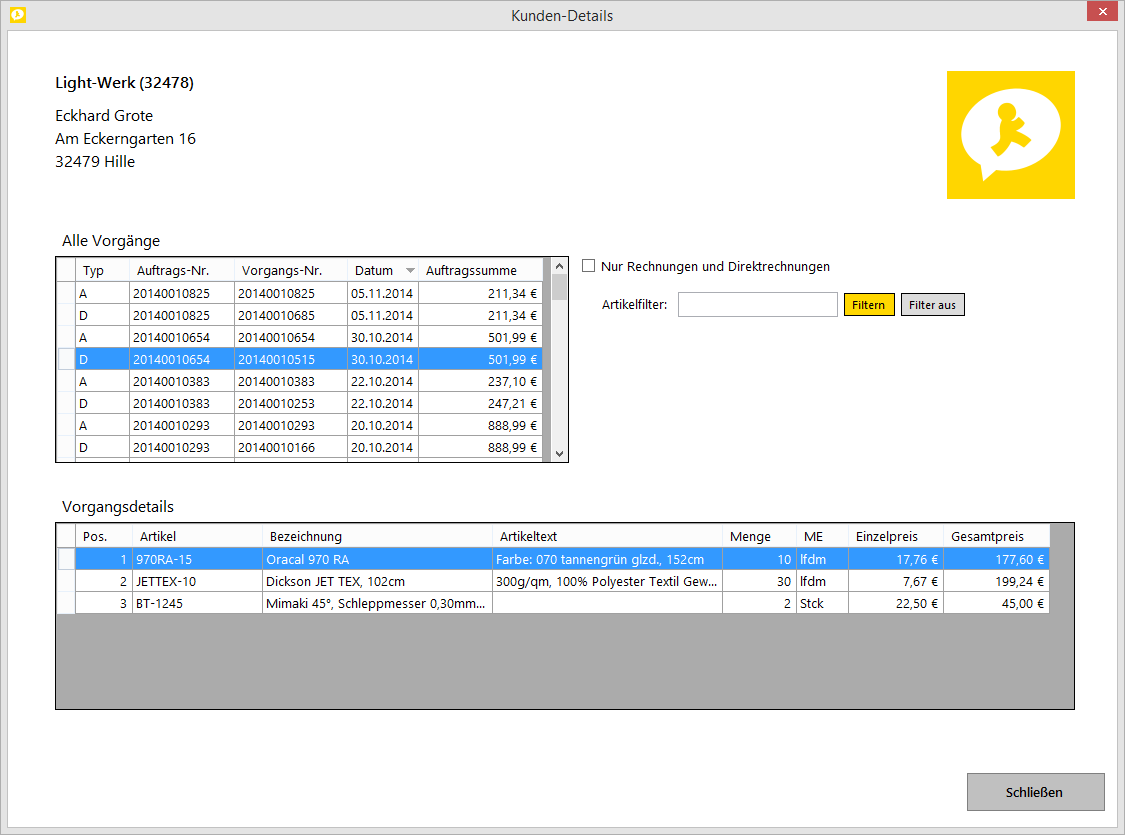 Kunden-Details
Light-Werk (32478)
Eckhard Grote
Am Eckerngarten 16
32479 Hille
Alle Vorgänge
Typ Auftrags-Nr. Vorgangs-Nr. Datum Auftragssumme
A 20140010825 20140010825 05.11.2014 211,34 €
D 20140010825 20140010685 05.11.2014 211,34 €
A 20140010654 20140010654 30.10.2014 501,99 €
D 20140010654 20140010515 30.10.2014 501,99 €
A 20140010383 20140010383 22.10.2014 237,10 €
D 20140010383 20140010253 22.10.2014 247,21 €
A 20140010293 20140010293 20.10.2014 888,99 €
D 20140010293 20140010166 20.10.2014 888,99 €
Nur Rechnungen und Direktrechnungen
Artikelfilter: Filtern Filter aus
Vorgangsdetails
Pos. Artikel Bezeichnung Artikeltext Menge ME Einzelpreis Gesamtpreis
1 970RA-15 Oracal 970 RA Farbe: 070 tannengrün glzd., 152cm 10 lfdm 17,76 € 177,60 €
2 JETTEX-10 Dickson JET TEX, 102cm 300g/qm, 100% Polyester Textil Gew... 30 lfdm 7,67 € 199,24 €
3 BT-1245 Mimaki 45°, Schleppmesser 0,30mm... 2 Stck 22,50 € 45,00 €
Schließen